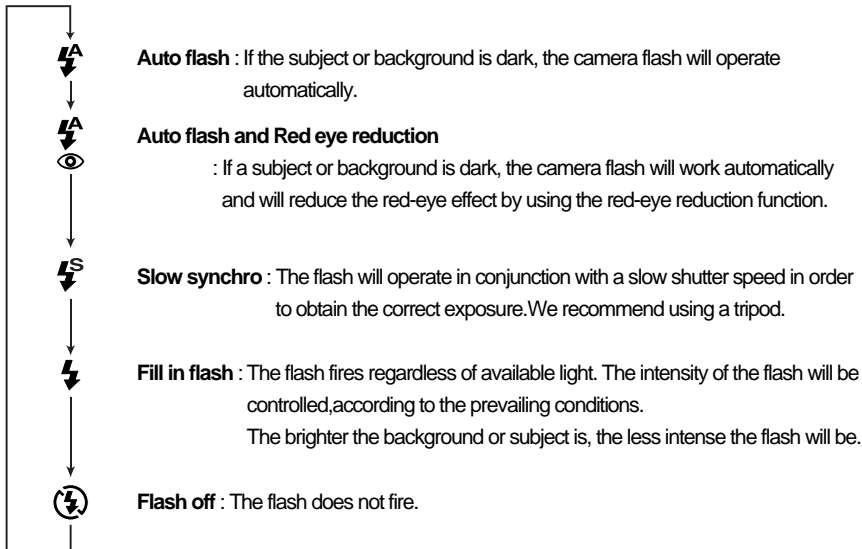 A
Auto flash : If the subject or background is dark, the camera flash will operate
automatically.
A
Auto flash and Red eye reduction
: If a subject or background is dark, the camera flash will work automatically
and will reduce the red-eye effect by using the red-eye reduction function.
S
Slow synchro : The flash will operate in conjunction with a slow shutter speed in order
to obtain the correct exposure.We recommend using a tripod.
Fill in flash : The flash fires regardless of available light. The intensity of the flash will be
controlled,according to the prevailing conditions.
The brighter the background or subject is, the less intense the flash will be.
Flash off : The flash does not fire.